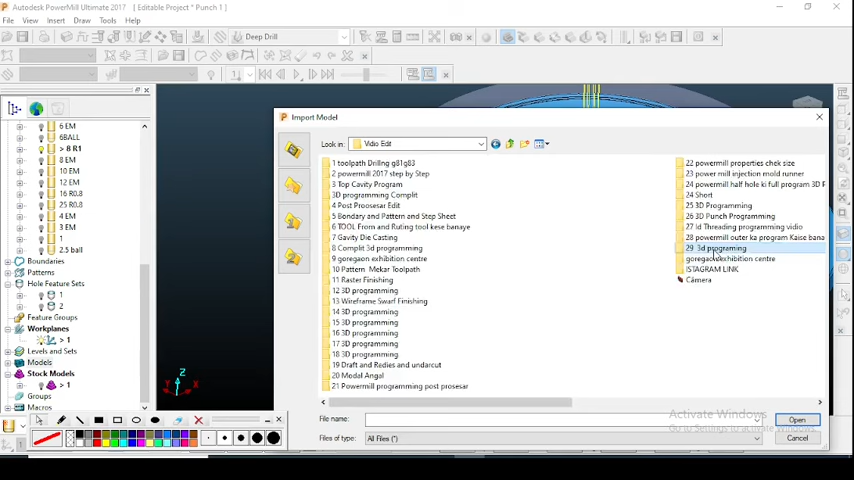 Autodesk PowerMill Ultimate 2017 [ Editable Project * Punch 1 ]
File View Insert Draw Tools Help
Deep Drill
Import Model
Look in: Vidio Edit
6 EM
6BALL
> 8 R1
8 EM
10 EM
12 EM
16 R0.8
25 R0.8
4 EM
3 EM
1
2.5 ball
Boundaries
Patterns
Hole Feature Sets
1
2
Feature Groups
Workplanes
> 1
Levels and Sets
Models
Stock Models
> 1
Groups
Macros
1 toolpath Drillng g81g83
2 powermill 2017 step by Step
3 Top Cavity Program
3D programming Complit
4 Post Proosesar Edit
5 Bondary and Pattern and Step Sheet
6 TOOL From and Ruting tool kese banaye
7 Gavity Die Casting
8 Complit 3d programming
9 goregaon exhibition centre
10 Pattern Mekar Toolpath
11 Raster Finishing
12 3D programming
13 Wireframe Swarf Finishing
14 3D programming
15 3D programming
16 3D programming
17 3D programming
18 3D programming
19 Draft and Redies and undarcut
20 Modal Angal
21 Powermill programming post prosesar
22 powermill properties chek size
23 power mill injection mold runner
24 powermill half hole ki full program 3D F
24 Short
25 3D Programming
26 3D Punch Programming
27 Id Threading programming vidio
28 powermill outer ka program Kaise bana
29 3d programing
goregaon exhibition centre
ISTAGRAM LINK
Camera
File name:
Open
Files of type: All Files (*)
Cancel
Activate Windows
Go to Settings to activate Windows.
Z
X
Y
1